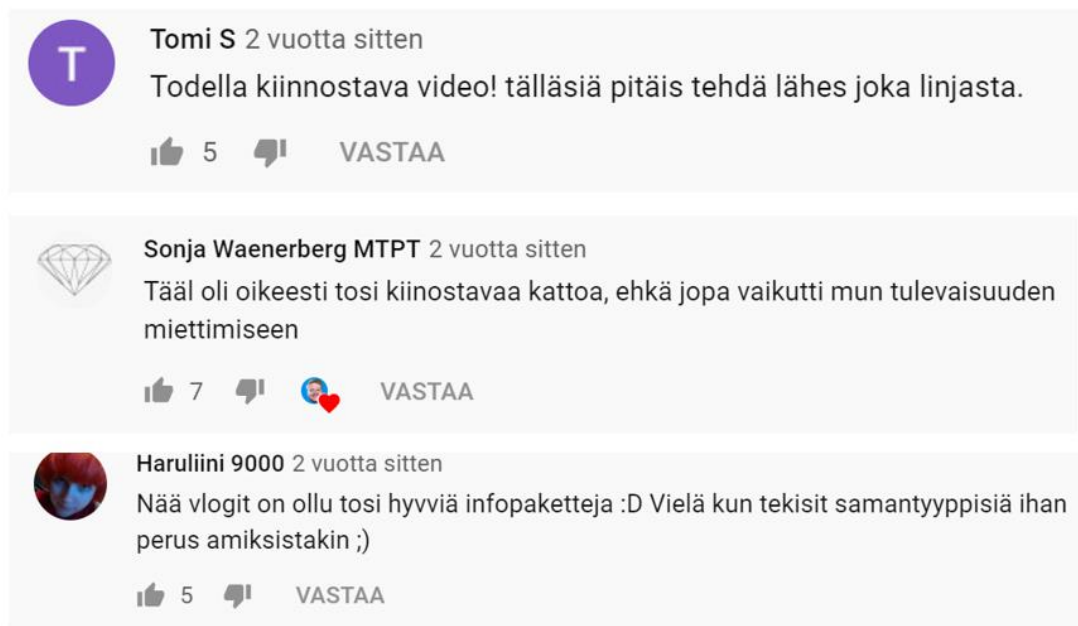 T
Tomi S 2 vuotta sitten
Todella kiinnostava video! tälläsiä pitäis tehdä lähes joka linjasta.
5 VASTAA
Sonja Waenerberg MTPT 2 vuotta sitten
Tääl oli oikeesti tosi kiinostavaa kattoa, ehkä jopa vaikutti mun tulevaisuuden
miettimiseen
7 VASTAA
Haruliini 9000 2 vuotta sitten
Nää vlogit on ollu tosi hyvviä infopaketteja :D Vielä kun tekisit samantyyppisiä ihan
perus amiksistakin ;)
5 VASTAA